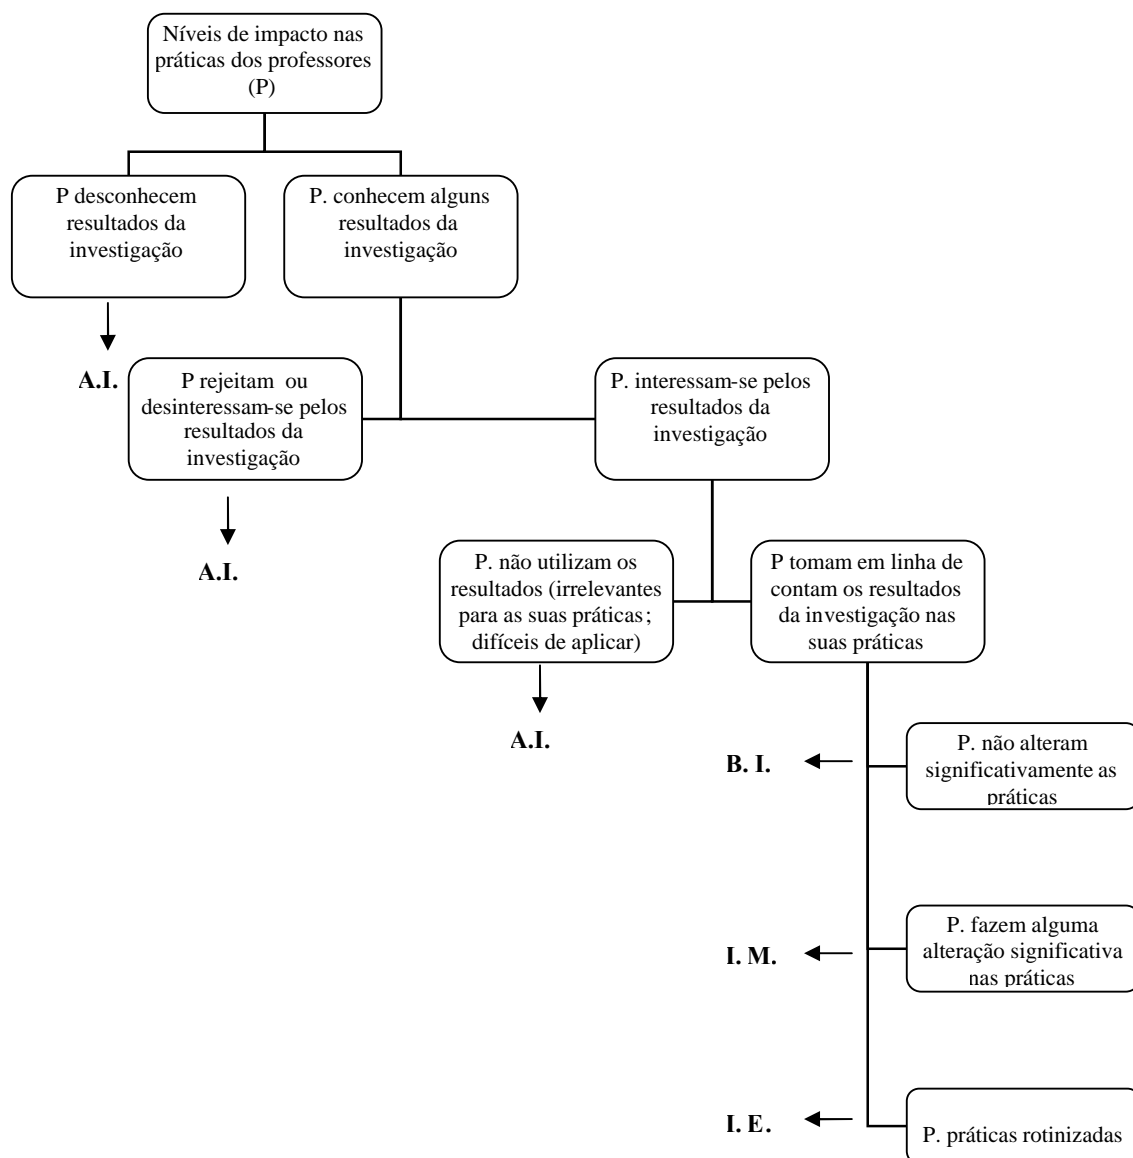 Níveis de impacto nas
práticas dos professores
(P)
P desconhecem
resultados da
investigação
P. conhecem alguns
resultados da
investigação
A.I.
P rejeitam ou
desinteressam-se pelos
resultados da
investigação
P. interessam-se pelos
resultados da
investigação
A.I.
P. não utilizam os
resultados (irrelevantes
para as suas práticas;
difíceis de aplicar)
P tomam em linha de
contam os resultados
da investigação nas
suas práticas
A.I.
B. I.
P. não alteram
significativamente as
práticas
I. M.
P. fazem alguma
alteração significativa
nas práticas
I. E.
P. práticas rotinizadas